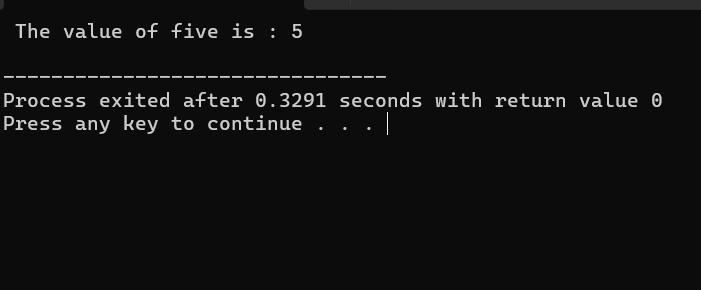 The value of five is : 5
--------------------------------
Process exited after 0.3291 seconds with return value 0
Press any key to continue . . .